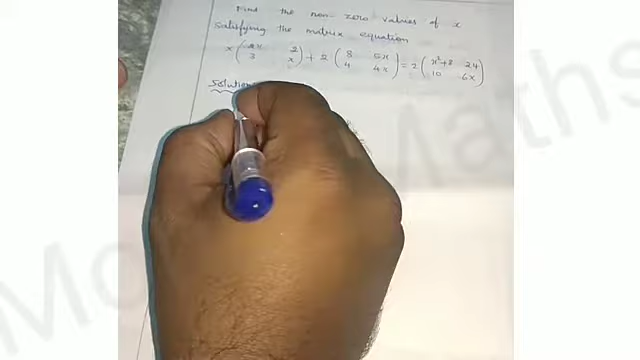 Find the non-zero values of x
satisfying the matrix equation
x ( 2x 2 ) + 2 ( 8 5x ) = 2 ( x²+8 24 )
3 x 4 4x 10 6x
Solution
Maths